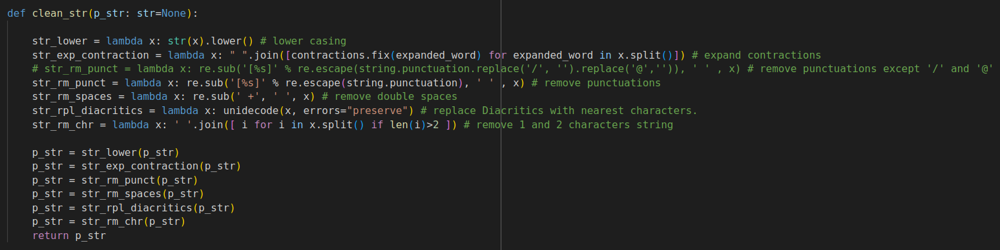 def clean_str(p_str: str=None):
str_lower = lambda x: str(x).lower() # lower casing
str_exp_contraction = lambda x: " ".join([contractions.fix(expanded_word) for expanded_word in x.split()]) # expand contractions
# str_rm_punct = lambda x: re.sub('[%s]' % re.escape(string.punctuation.replace('/', '').replace('@','')), ' ' , x) # remove punctuations except '/' and '@'
str_rm_punct = lambda x: re.sub('[%s]' % re.escape(string.punctuation), ' ' , x) # remove punctuations
str_rm_spaces = lambda x: re.sub(' +', ' ', x) # remove double spaces
str_rpl_diacritics = lambda x: unidecode(x, errors="preserve") # replace Diacritics with nearest characters.
str_rm_chr = lambda x: ' '.join([ i for i in x.split() if len(i)>2 ]) # remove 1 and 2 characters string
p_str = str_lower(p_str)
p_str = str_exp_contraction(p_str)
p_str = str_rm_punct(p_str)
p_str = str_rm_spaces(p_str)
p_str = str_rpl_diacritics(p_str)
p_str = str_rm_chr(p_str)
return p_str